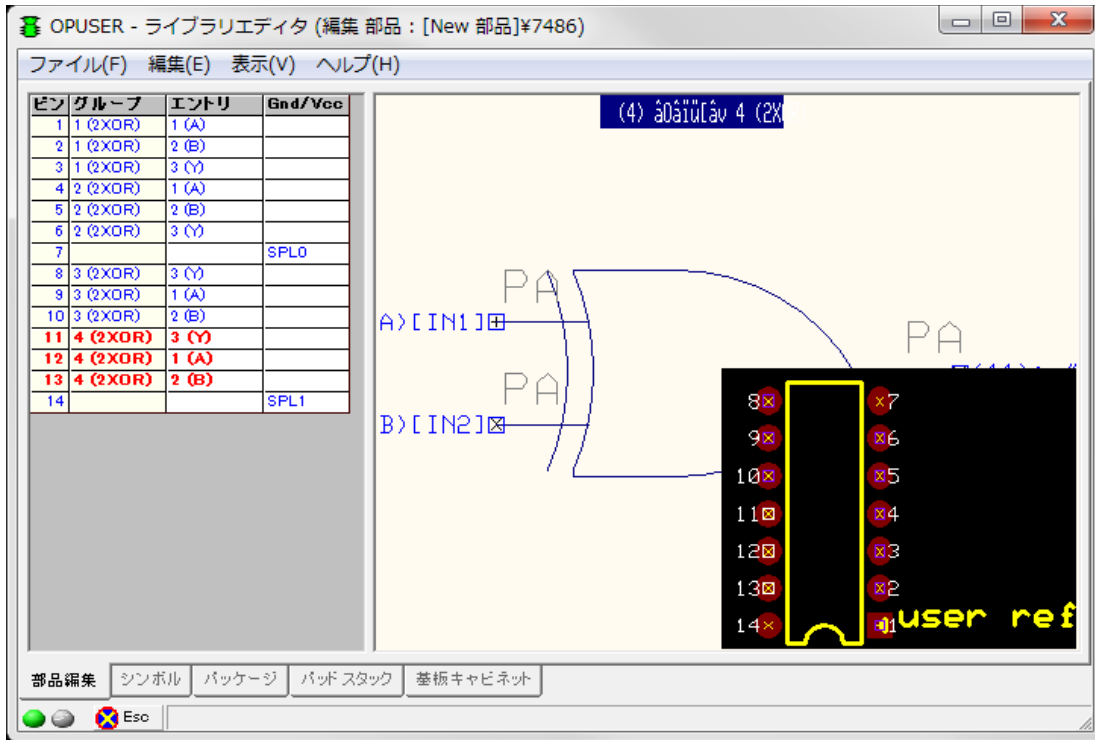 OPUSER - ライブラリエディタ (編集 部品 : [New 部品]¥7486)
ファイル(F) 編集(E) 表示(V) ヘルプ(H)
ピン グループ エントリ Gnd/Vcc
1 1 (2XOR) 1 (A)
2 1 (2XOR) 2 (B)
3 1 (2XOR) 3 (Y)
4 2 (2XOR) 1 (A)
5 2 (2XOR) 2 (B)
6 2 (2XOR) 3 (Y)
7 SPL0
8 3 (2XOR) 3 (Y)
9 3 (2XOR) 1 (A)
10 3 (2XOR) 2 (B)
11 4 (2XOR) 3 (Y)
12 4 (2XOR) 1 (A)
13 4 (2XOR) 2 (B)
14 SPL1
(4) âOâïü[âv 4 (2X
PA
A)[IN1]
PA
PA
B)[IN2]
8 7
9 6
10 5
11 4
12 3
13 2
14 1
user ref
部品編集 シンボル パッケージ パッド スタック 基板キャビネット
Esc